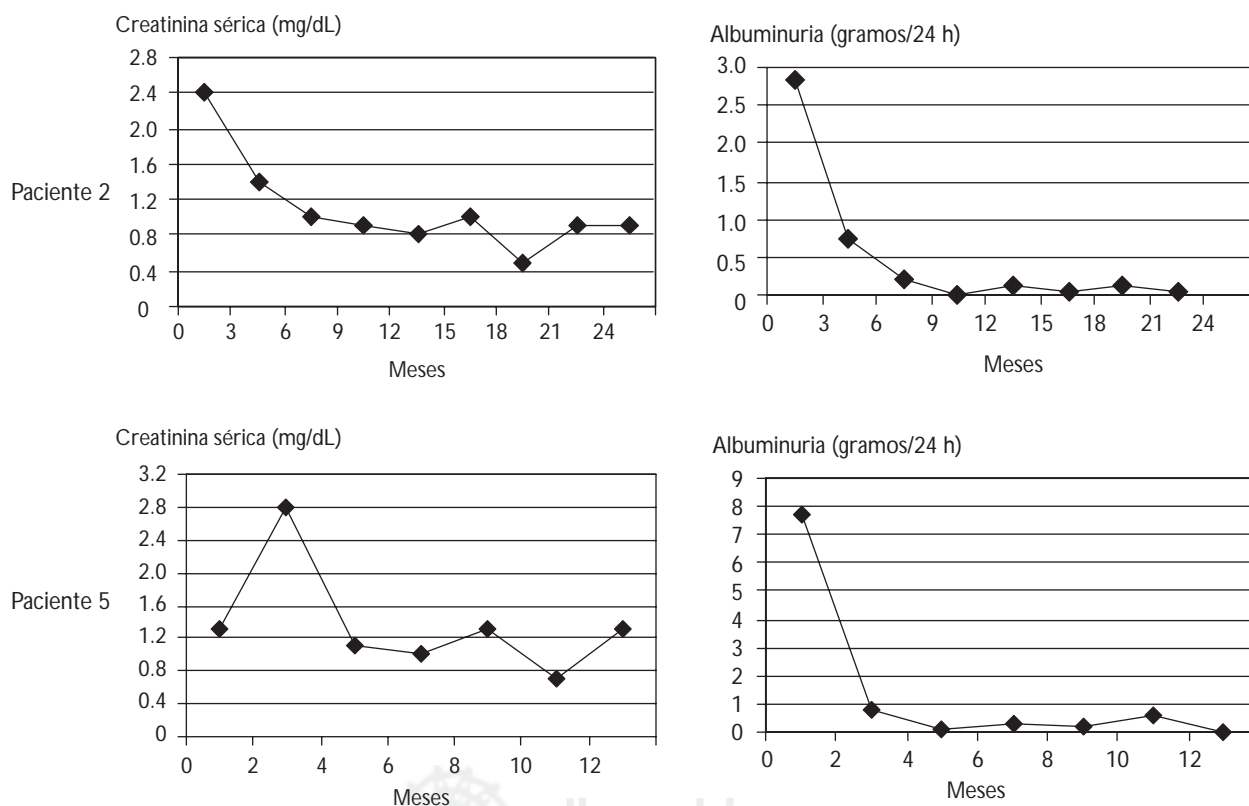 Creatinina sérica (mg/dL)
2.8
2.4
2.0
1.6
1.2
0.8
0.4
0
0 3 6 9 12 15 18 21 24
Meses
Paciente 2
Albuminuria (gramos/24 h)
3.0
2.5
2.0
1.5
1.0
0.5
0
0 3 6 9 12 15 18 21 24
Meses
Creatinina sérica (mg/dL)
3.2
2.8
2.4
2.0
1.6
1.2
0.8
0.4
0
0 2 4 6 8 10 12
Meses
Paciente 5
Albuminuria (gramos/24 h)
9
8
7
6
5
4
3
2
1
0
0 2 4 6 8 10 12
Meses